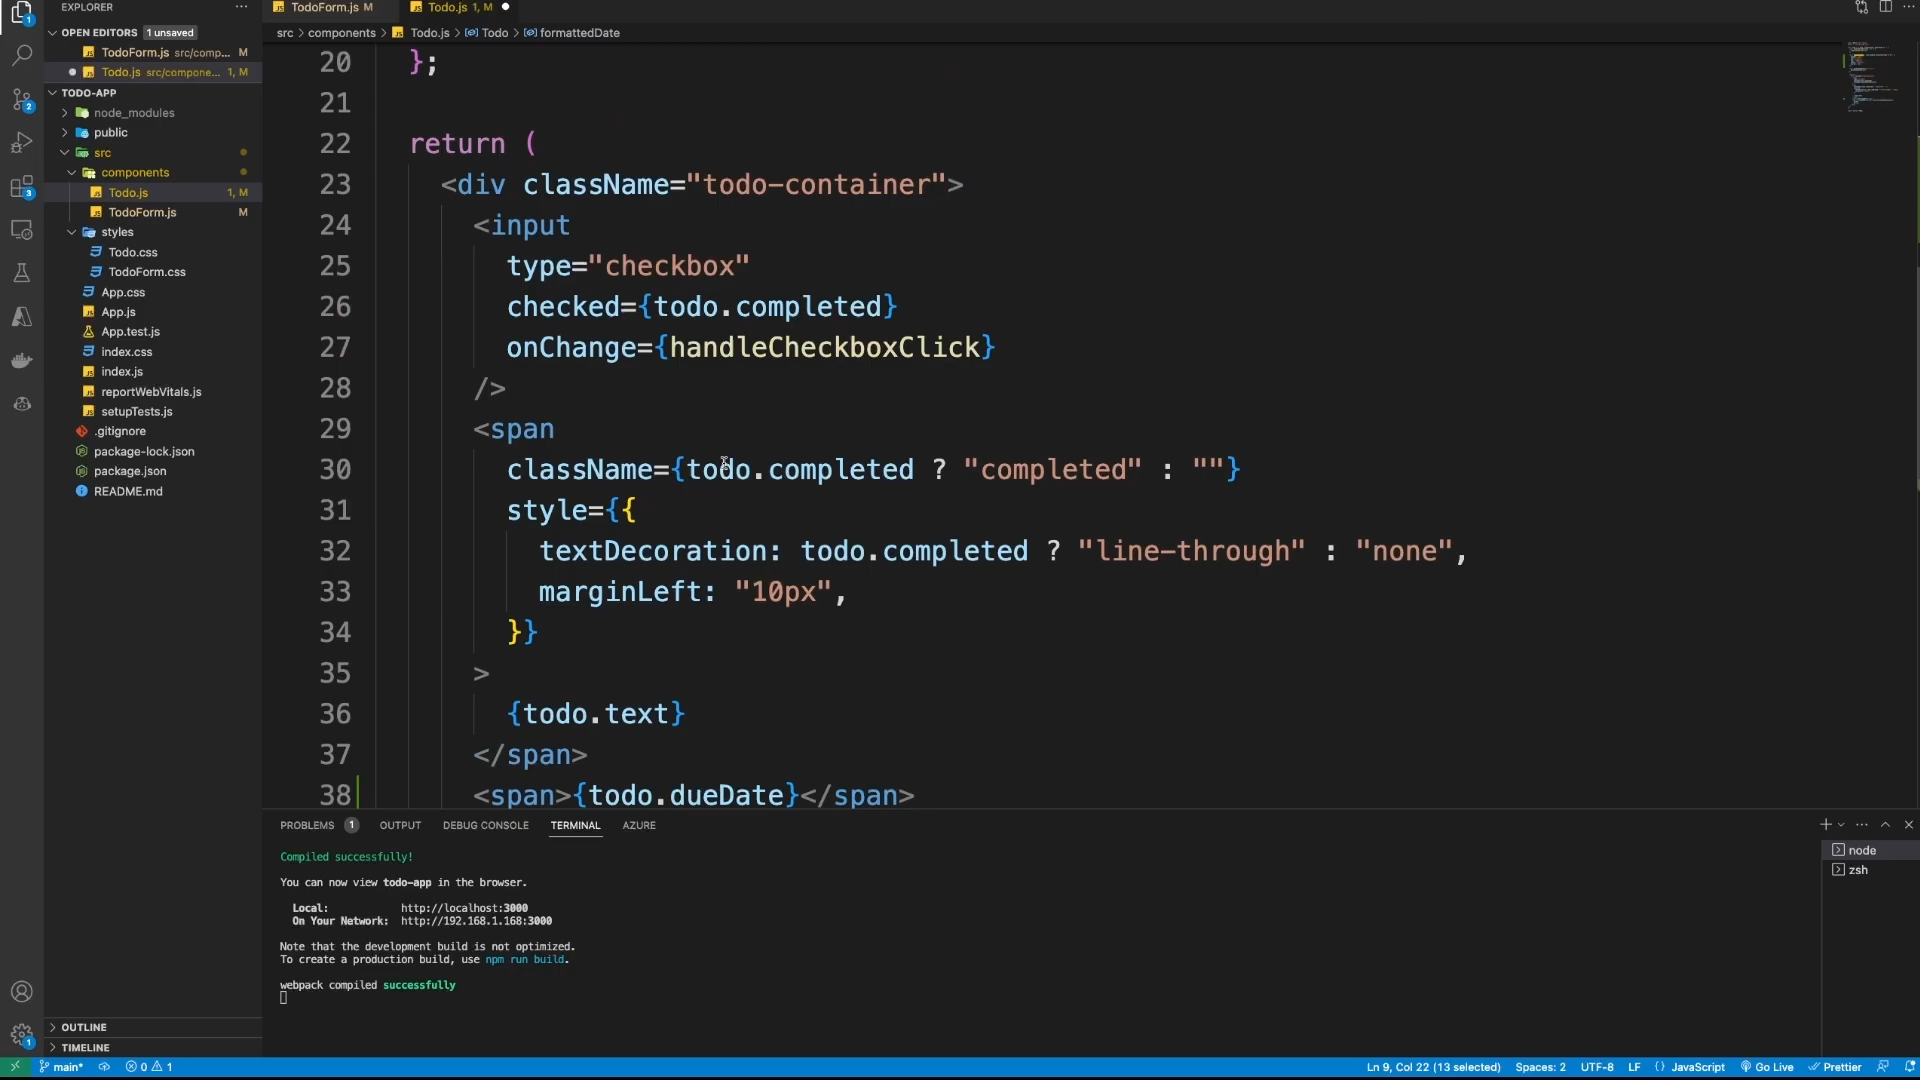 EXPLORER
OPEN EDITORS 1 unsaved
TodoForm.js src/comp... M
Todo.js src/compone... 1, M
TODO-APP
node_modules
public
src
components
Todo.js 1, M
TodoForm.js M
styles
Todo.css
TodoForm.css
App.css
App.js
App.test.js
index.css
index.js
reportWebVitals.js
setupTests.js
.gitignore
package-lock.json
package.json
README.md
OUTLINE
TIMELINE
TodoForm.js M
Todo.js 1, M
src > components > Todo.js > Todo > formattedDate
20 };
21
22 return (
23 <div className="todo-container">
24 <input
25 type="checkbox"
26 checked={todo.completed}
27 onChange={handleCheckboxClick}
28 />
29 <span
30 className={todo.completed ? "completed" : ""}
31 style={{
32 textDecoration: todo.completed ? "line-through" : "none",
33 marginLeft: "10px",
34 }}
35 >
36 {todo.text}
37 </span>
38 <span>{todo.dueDate}</span>
PROBLEMS 1 OUTPUT DEBUG CONSOLE TERMINAL AZURE
Compiled successfully!
You can now view todo-app in the browser.
Local: http://localhost:3000
On Your Network: http://192.168.1.168:3000
Note that the development build is not optimized.
To create a production build, use npm run build.
webpack compiled successfully
node
zsh
main* 0 1 Ln 9, Col 22 (13 selected) Spaces: 2 UTF-8 LF {} JavaScript Go Live Prettier